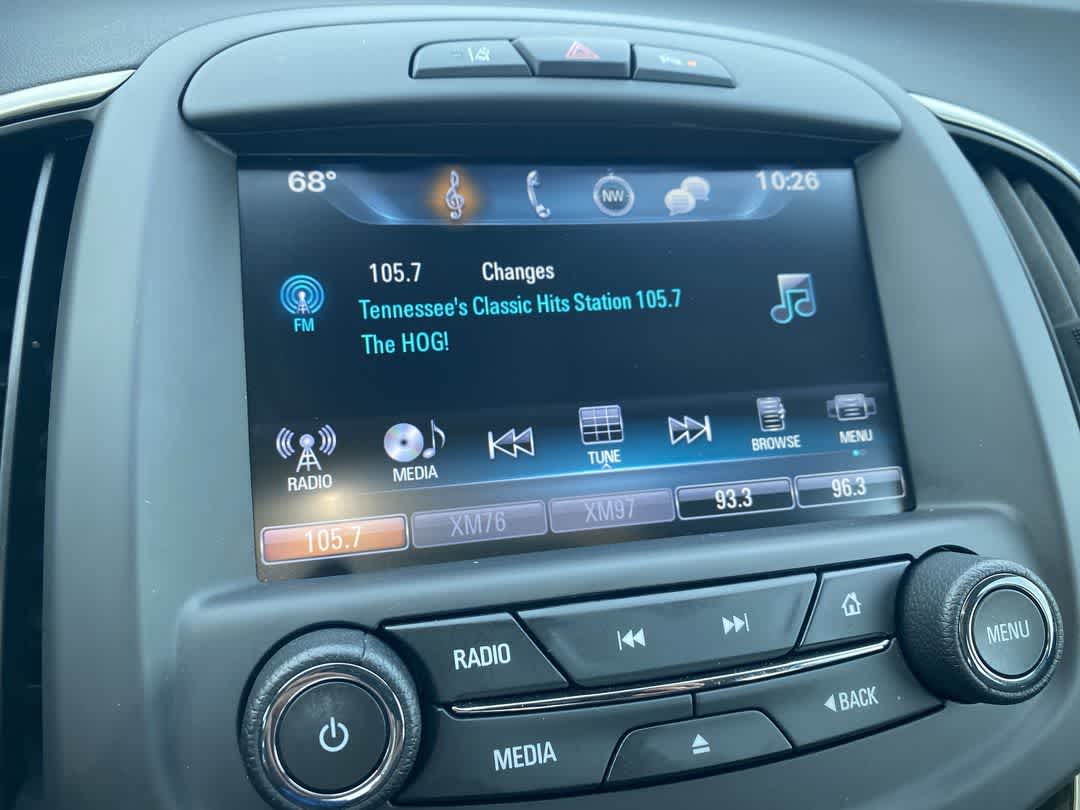 68° NW 10:26
105.7 Changes
FM
Tennessee's Classic Hits Station 105.7
The HOG!
RADIO MEDIA TUNE BROWSE MENU
105.7 XM76 XM97 93.3 96.3
RADIO
MENU
MEDIA
BACK